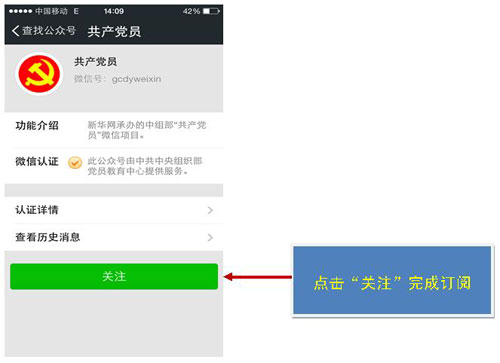 中国移动 E 14:09 42%
查找公众号 共产党员
共产党员
微信号：gcdyweixin
功能介绍 新华网承办的中组部“共产党
员”微信项目。
微信认证 此公众号由中共中央组织部
党员教育中心提供服务。
认证详情
查看历史消息
关注
点击“关注”完成订阅